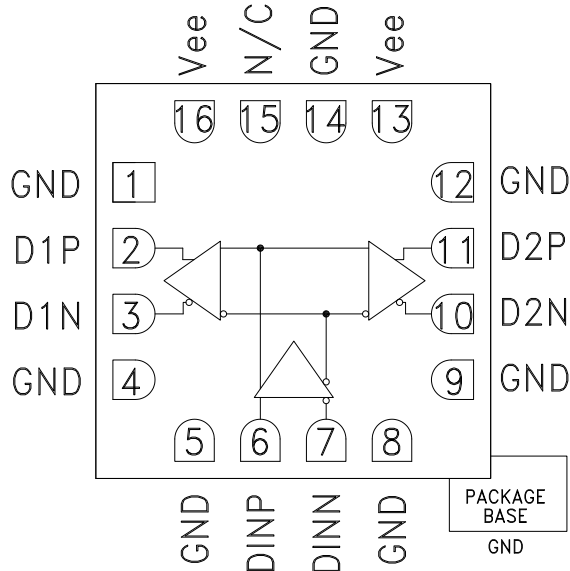 Vee
N/C
GND
Vee
16
15
14
13
GND
1
12
GND
D1P
2
11
D2P
D1N
3
10
D2N
GND
4
9
GND
5
6
7
8
GND
DINP
DINN
GND
PACKAGE
BASE
GND